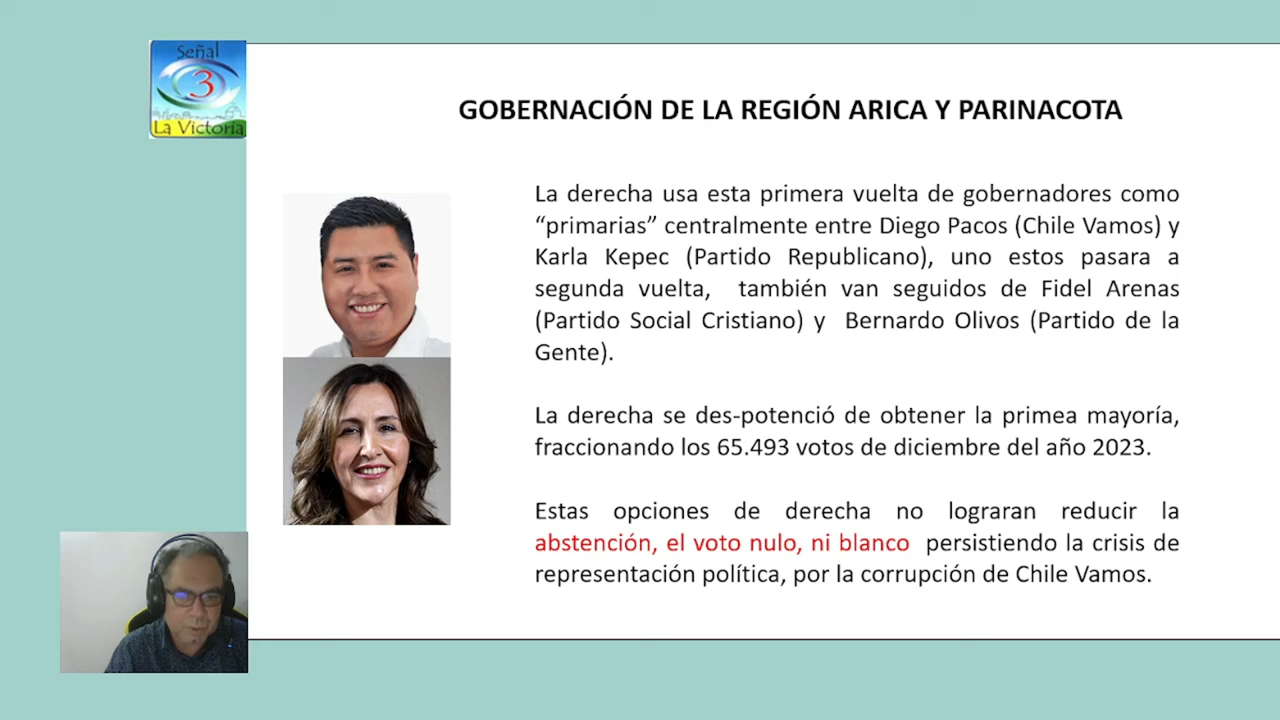 Señal
3
La Victoria
GOBERNACIÓN DE LA REGIÓN ARICA Y PARINACOTA
La derecha usa esta primera vuelta de gobernadores como
“primarias” centralmente entre Diego Pacos (Chile Vamos) y
Karla Kepec (Partido Republicano), uno estos pasara a
segunda vuelta, también van seguidos de Fidel Arenas
(Partido Social Cristiano) y Bernardo Olivos (Partido de la
Gente).
La derecha se des-potenció de obtener la primea mayoría,
fraccionando los 65.493 votos de diciembre del año 2023.
Estas opciones de derecha no lograran reducir la
abstención, el voto nulo, ni blanco persistiendo la crisis de
representación política, por la corrupción de Chile Vamos.